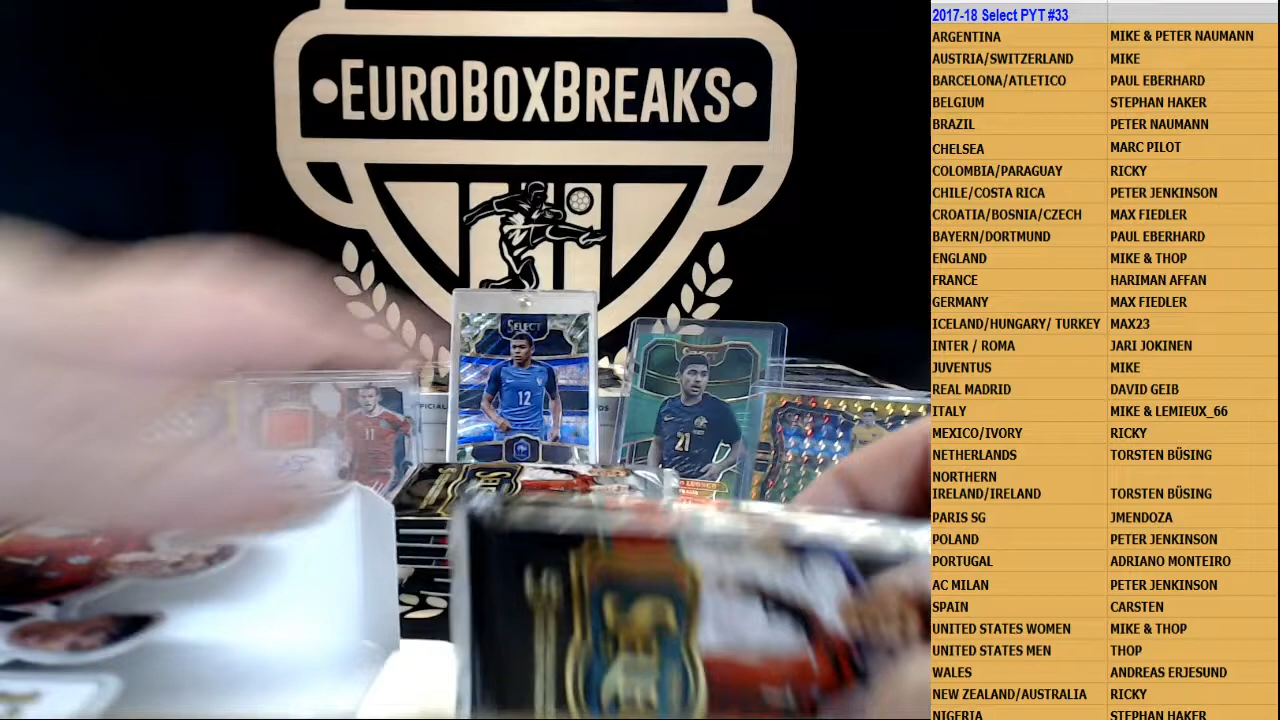 EUROBOXBREAKS
SELECT
12
11
21
2017-18 Select PYT #33
ARGENTINA MIKE & PETER NAUMANN
AUSTRIA/SWITZERLAND MIKE
BARCELONA/ATLETICO PAUL EBERHARD
BELGIUM STEPHAN HAKER
BRAZIL PETER NAUMANN
CHELSEA MARC PILOT
COLOMBIA/PARAGUAY RICKY
CHILE/COSTA RICA PETER JENKINSON
CROATIA/BOSNIA/CZECH MAX FIEDLER
BAYERN/DORTMUND PAUL EBERHARD
ENGLAND MIKE & THOP
FRANCE HARIMAN AFFAN
GERMANY MAX FIEDLER
ICELAND/HUNGARY/ TURKEY MAX23
INTER / ROMA JARI JOKINEN
JUVENTUS MIKE
REAL MADRID DAVID GEIB
ITALY MIKE & LEMIEUX_66
MEXICO/IVORY RICKY
NETHERLANDS TORSTEN BÜSING
NORTHERN
IRELAND/IRELAND TORSTEN BÜSING
PARIS SG JMENDOZA
POLAND PETER JENKINSON
PORTUGAL ADRIANO MONTEIRO
AC MILAN PETER JENKINSON
SPAIN CARSTEN
UNITED STATES WOMEN MIKE & THOP
UNITED STATES MEN THOP
WALES ANDREAS ERJESUND
NEW ZEALAND/AUSTRALIA RICKY
NIGERIA STEPHAN HAKER